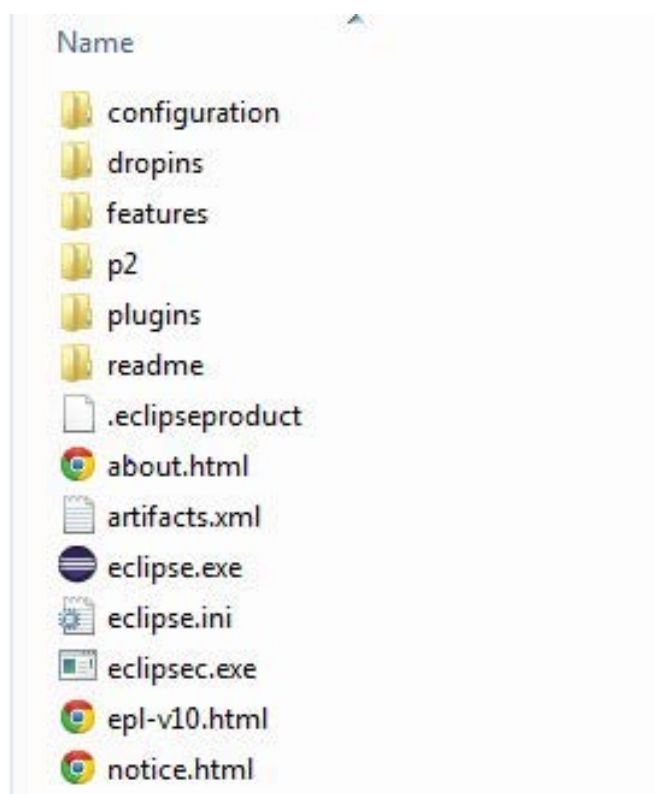 Name
configuration
dropins
features
p2
plugins
readme
.eclipseproduct
about.html
artifacts.xml
eclipse.exe
eclipse.ini
eclipsec.exe
epl-v10.html
notice.html